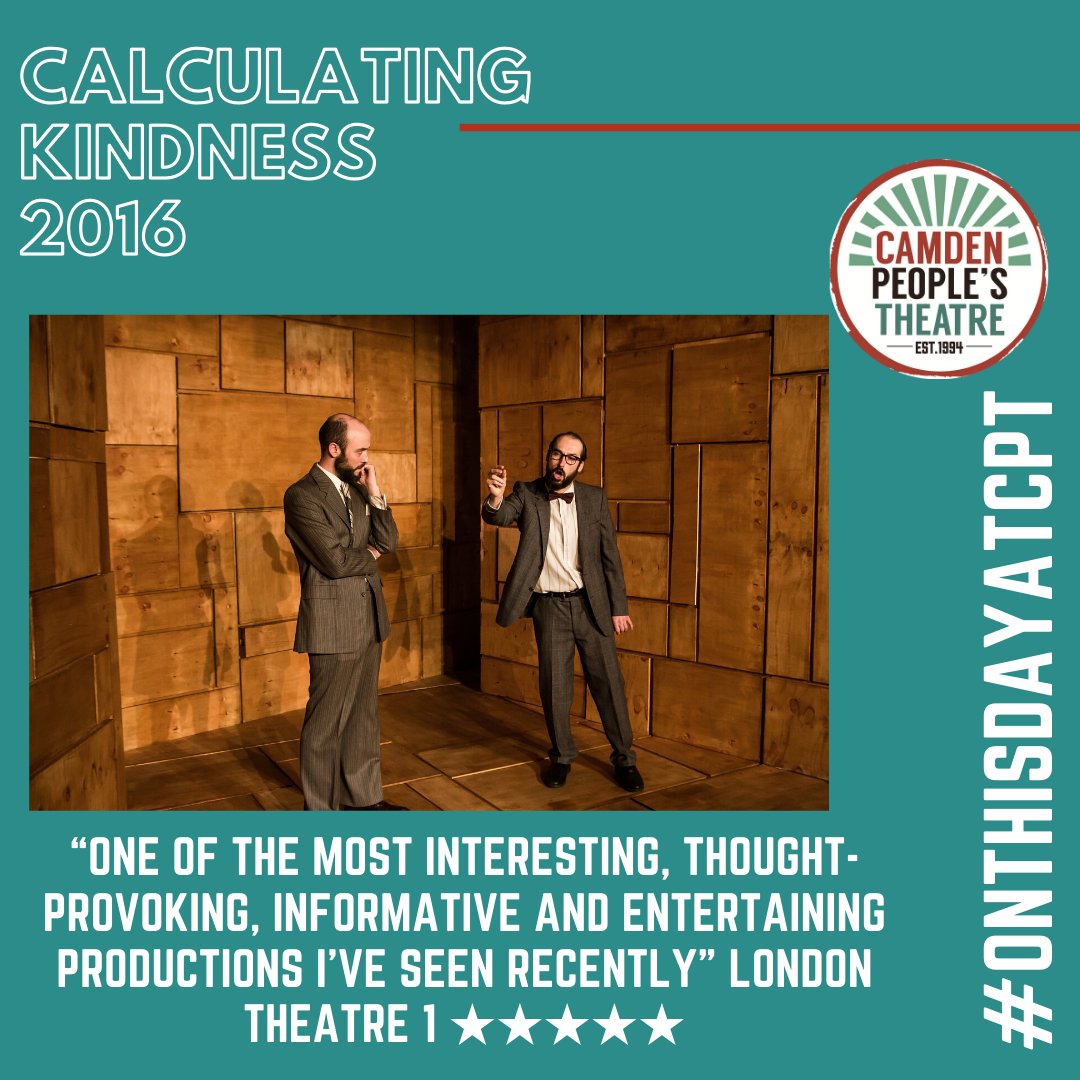 CALCULATING
KINDNESS
2016
CAMDEN
PEOPLE'S
THEATRE
EST.1994
#ONTHISDAYATCPT
“ONE OF THE MOST INTERESTING, THOUGHT-
PROVOKING, INFORMATIVE AND ENTERTAINING
PRODUCTIONS I’VE SEEN RECENTLY” LONDON
THEATRE 1 ★★★★★